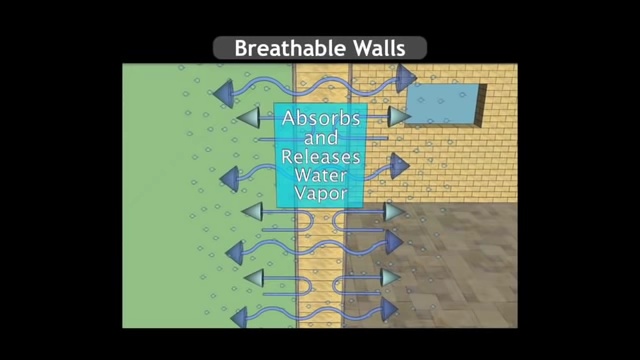 Breathable Walls
Absorbs
and
Releases
Water
Vapor